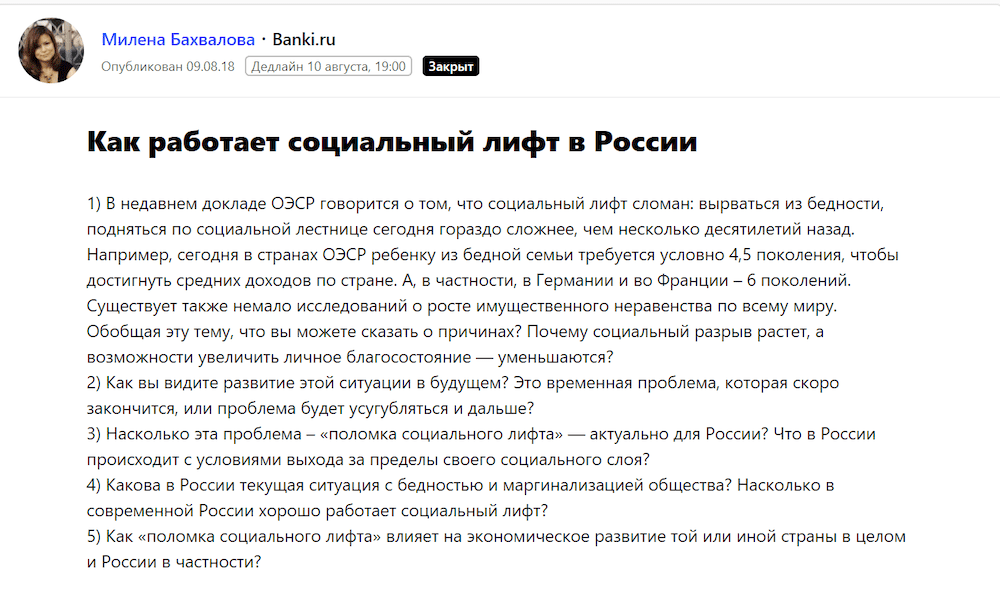 Милена Бахвалова · Banki.ru
Опубликован 09.08.18 Дедлайн 10 августа, 19:00 Закрыт
Как работает социальный лифт в России
1) В недавнем докладе ОЭСР говорится о том, что социальный лифт сломан: вырваться из бедности,
подняться по социальной лестнице сегодня гораздо сложнее, чем несколько десятилетий назад.
Например, сегодня в странах ОЭСР ребенку из бедной семьи требуется условно 4,5 поколения, чтобы
достигнуть средних доходов по стране. А, в частности, в Германии и во Франции – 6 поколений.
Существует также немало исследований о росте имущественного неравенства по всему миру.
Обобщая эту тему, что вы можете сказать о причинах? Почему социальный разрыв растет, а
возможности увеличить личное благосостояние — уменьшаются?
2) Как вы видите развитие этой ситуации в будущем? Это временная проблема, которая скоро
закончится, или проблема будет усугубляться и дальше?
3) Насколько эта проблема – «поломка социального лифта» — актуально для России? Что в России
происходит с условиями выхода за пределы своего социального слоя?
4) Какова в России текущая ситуация с бедностью и маргинализацией общества? Насколько в
современной России хорошо работает социальный лифт?
5) Как «поломка социального лифта» влияет на экономическое развитие той или иной страны в целом
и России в частности?